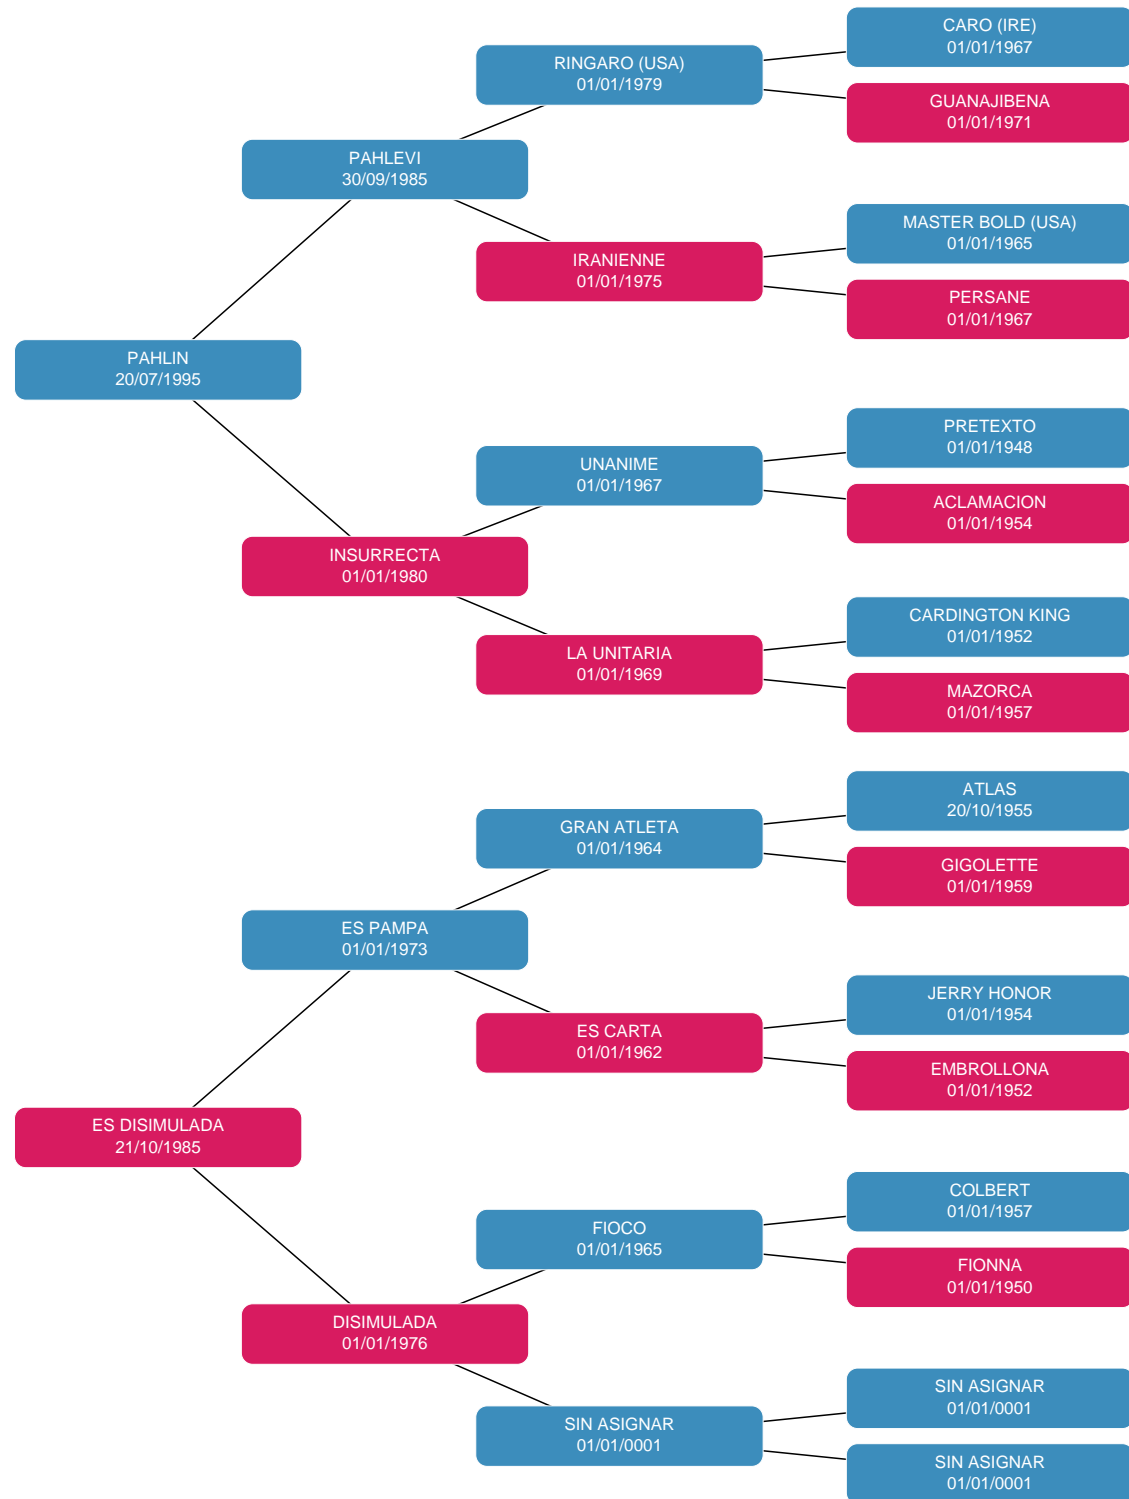 CARO (IRE)
01/01/1967
RINGARO (USA)
01/01/1979
GUANAJIBENA
01/01/1971
PAHLEVI
30/09/1985
MASTER BOLD (USA)
01/01/1965
IRANIENNE
01/01/1975
PERSANE
01/01/1967
PAHLIN
20/07/1995
PRETEXTO
01/01/1948
UNANIME
01/01/1967
ACLAMACION
01/01/1954
INSURRECTA
01/01/1980
CARDINGTON KING
01/01/1952
LA UNITARIA
01/01/1969
MAZORCA
01/01/1957
ATLAS
20/10/1955
GRAN ATLETA
01/01/1964
GIGOLETTE
01/01/1959
ES PAMPA
01/01/1973
JERRY HONOR
01/01/1954
ES CARTA
01/01/1962
EMBROLLONA
01/01/1952
ES DISIMULADA
21/10/1985
COLBERT
01/01/1957
FIOCO
01/01/1965
FIONNA
01/01/1950
DISIMULADA
01/01/1976
SIN ASIGNAR
01/01/0001
SIN ASIGNAR
01/01/0001
SIN ASIGNAR
01/01/0001